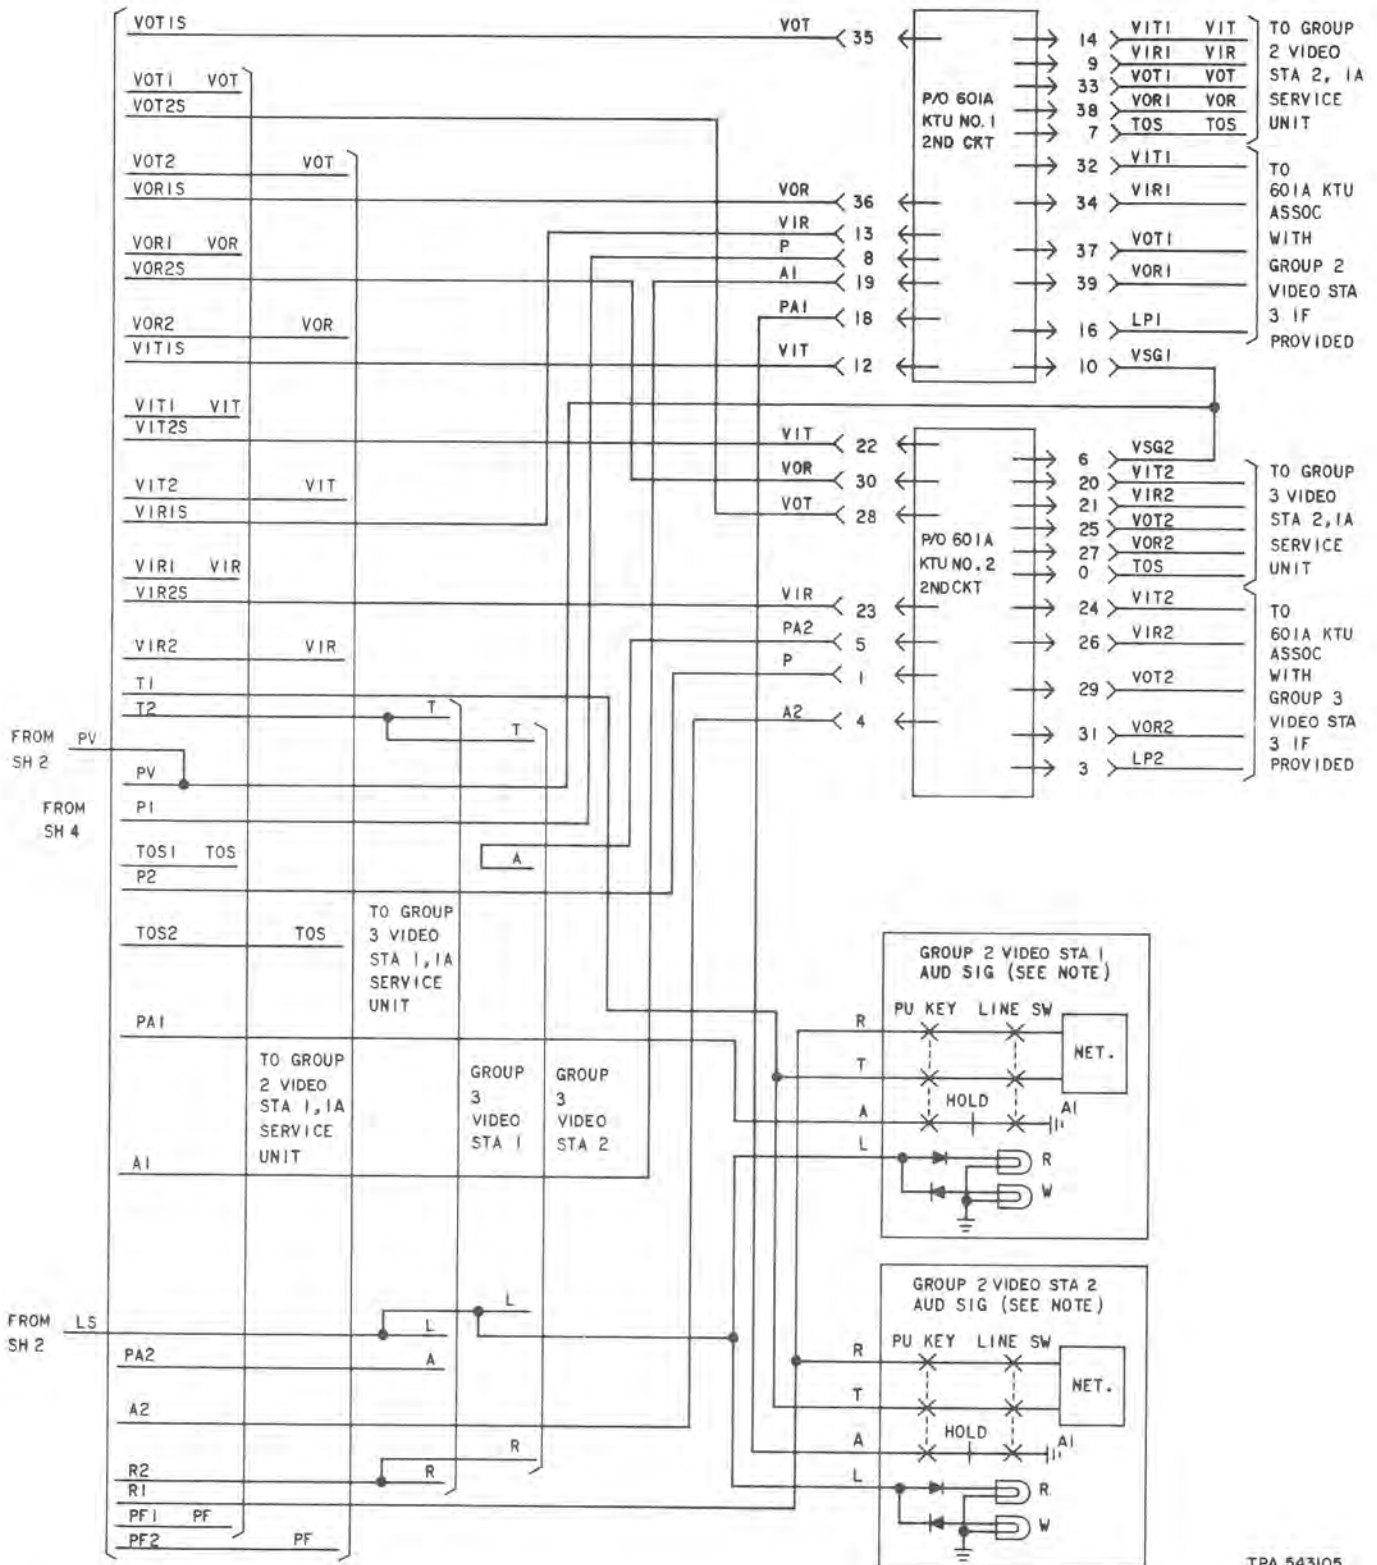 VOT1S
VOT1 VOT
VOT2S
VOT2 VOT
VOR1S
VOR1 VOR
VOR2S
VOR2 VOR
VIT1S
VIT1 VIT
VIT2S
VIT2 VIT
VIR1S
VIR1 VIR
VIR2S
VIR2 VIR
T1
T2
T
T
FROM SH 2
PV
PV
FROM SH 4
P1
TOS1 TOS
A
P2
TOS2 TOS
TO GROUP
3 VIDEO
STA 1, 1A
SERVICE
UNIT
PA1
TO GROUP
2 VIDEO
STA 1, 1A
SERVICE
UNIT
GROUP
3
VIDEO
STA 1
GROUP
3
VIDEO
STA 2
A1
FROM SH 2
LS
L
L
PA2
A
A2
R
R2
R
R1
PF1 PF
PF2 PF
VOT 35
VOR 36
VIR 13
P 8
A1 19
PA1 18
VIT 12
P/O 601A
KTU NO. 1
2ND CKT
14 VIT1 VIT
9 VIR1 VIR
33 VOT1 VOT
38 VOR1 VOR
7 TOS TOS
TO GROUP
2 VIDEO
STA 2, 1A
SERVICE
UNIT
32 VIT1
34 VIR1
37 VOT1
39 VOR1
16 LP1
10 VSG1
TO
601A KTU
ASSOC
WITH
GROUP 2
VIDEO STA
3 IF
PROVIDED
VIT 22
VOR 30
VOT 28
VIR 23
PA2 5
P 1
A2 4
P/O 601A
KTU NO. 2
2ND CKT
6 VSG2
20 VIT2
21 VIR2
25 VOT2
27 VOR2
0 TOS
TO GROUP
3 VIDEO
STA 2, 1A
SERVICE
UNIT
24 VIT2
26 VIR2
29 VOT2
31 VOR2
3 LP2
TO
601A KTU
ASSOC
WITH
GROUP 3
VIDEO STA
3 IF
PROVIDED
GROUP 2 VIDEO STA 1
AUD SIG (SEE NOTE)
PU KEY LINE SW
R
NET.
T
HOLD
A
A1
L
R
W
GROUP 2 VIDEO STA 2
AUD SIG (SEE NOTE)
PU KEY LINE SW
R
NET.
T
HOLD
A
A1
L
R
W
TPA 543105